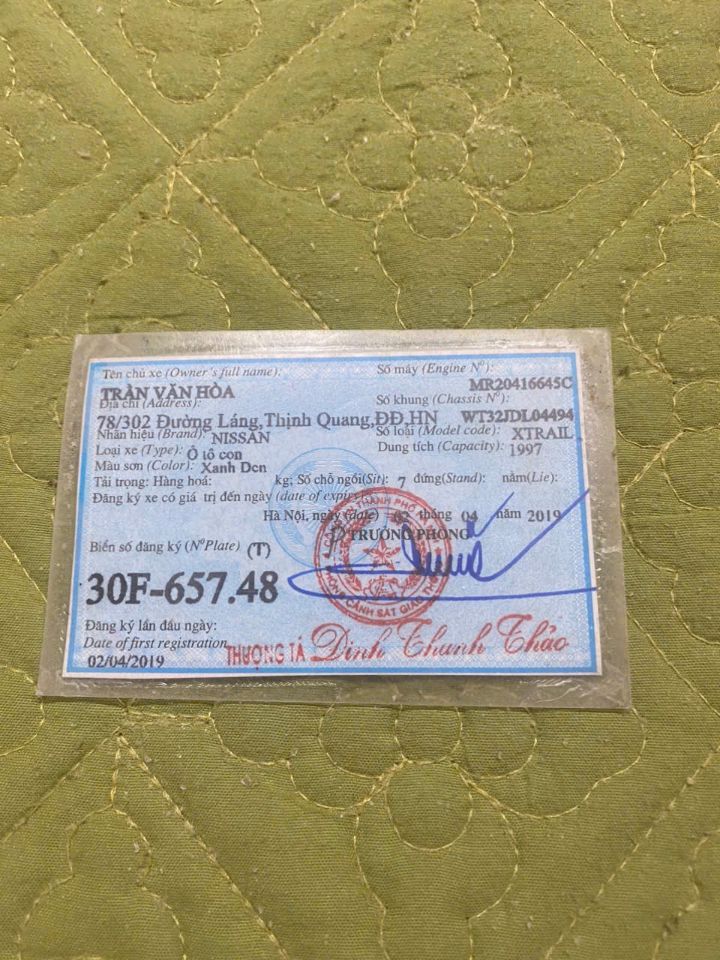 Tên chủ xe (Owner's full name): Số máy (Engine Nº):
TRẦN VĂN HÒA MR20416645C
Địa chỉ (Address): Số khung (Chassis Nº):
78/302 Đường Láng,Thịnh Quang,ĐĐ,HN WT32JDL04494
Nhãn hiệu (Brand): NISSAN Số loại (Model code): XTRAIL
Loại xe (Type): Ô tô con Dung tích (Capacity): 1997
Màu sơn (Color): Xanh Đen
Tải trọng: Hàng hoá: kg; Số chỗ ngồi(Sit): 7 đứng(Stand): nằm(Lie):
Đăng ký xe có giá trị đến ngày (date of expiry)
Hà Nội, ngày (date) 02 tháng 04 năm 2019
TRƯỞNG PHÒNG
Biển số đăng ký (NºPlate) (T)
30F-657.48
Đăng ký lần đầu ngày:
Date of first registration
02/04/2019
THƯỢNG TÁ Đinh Thanh Thảo